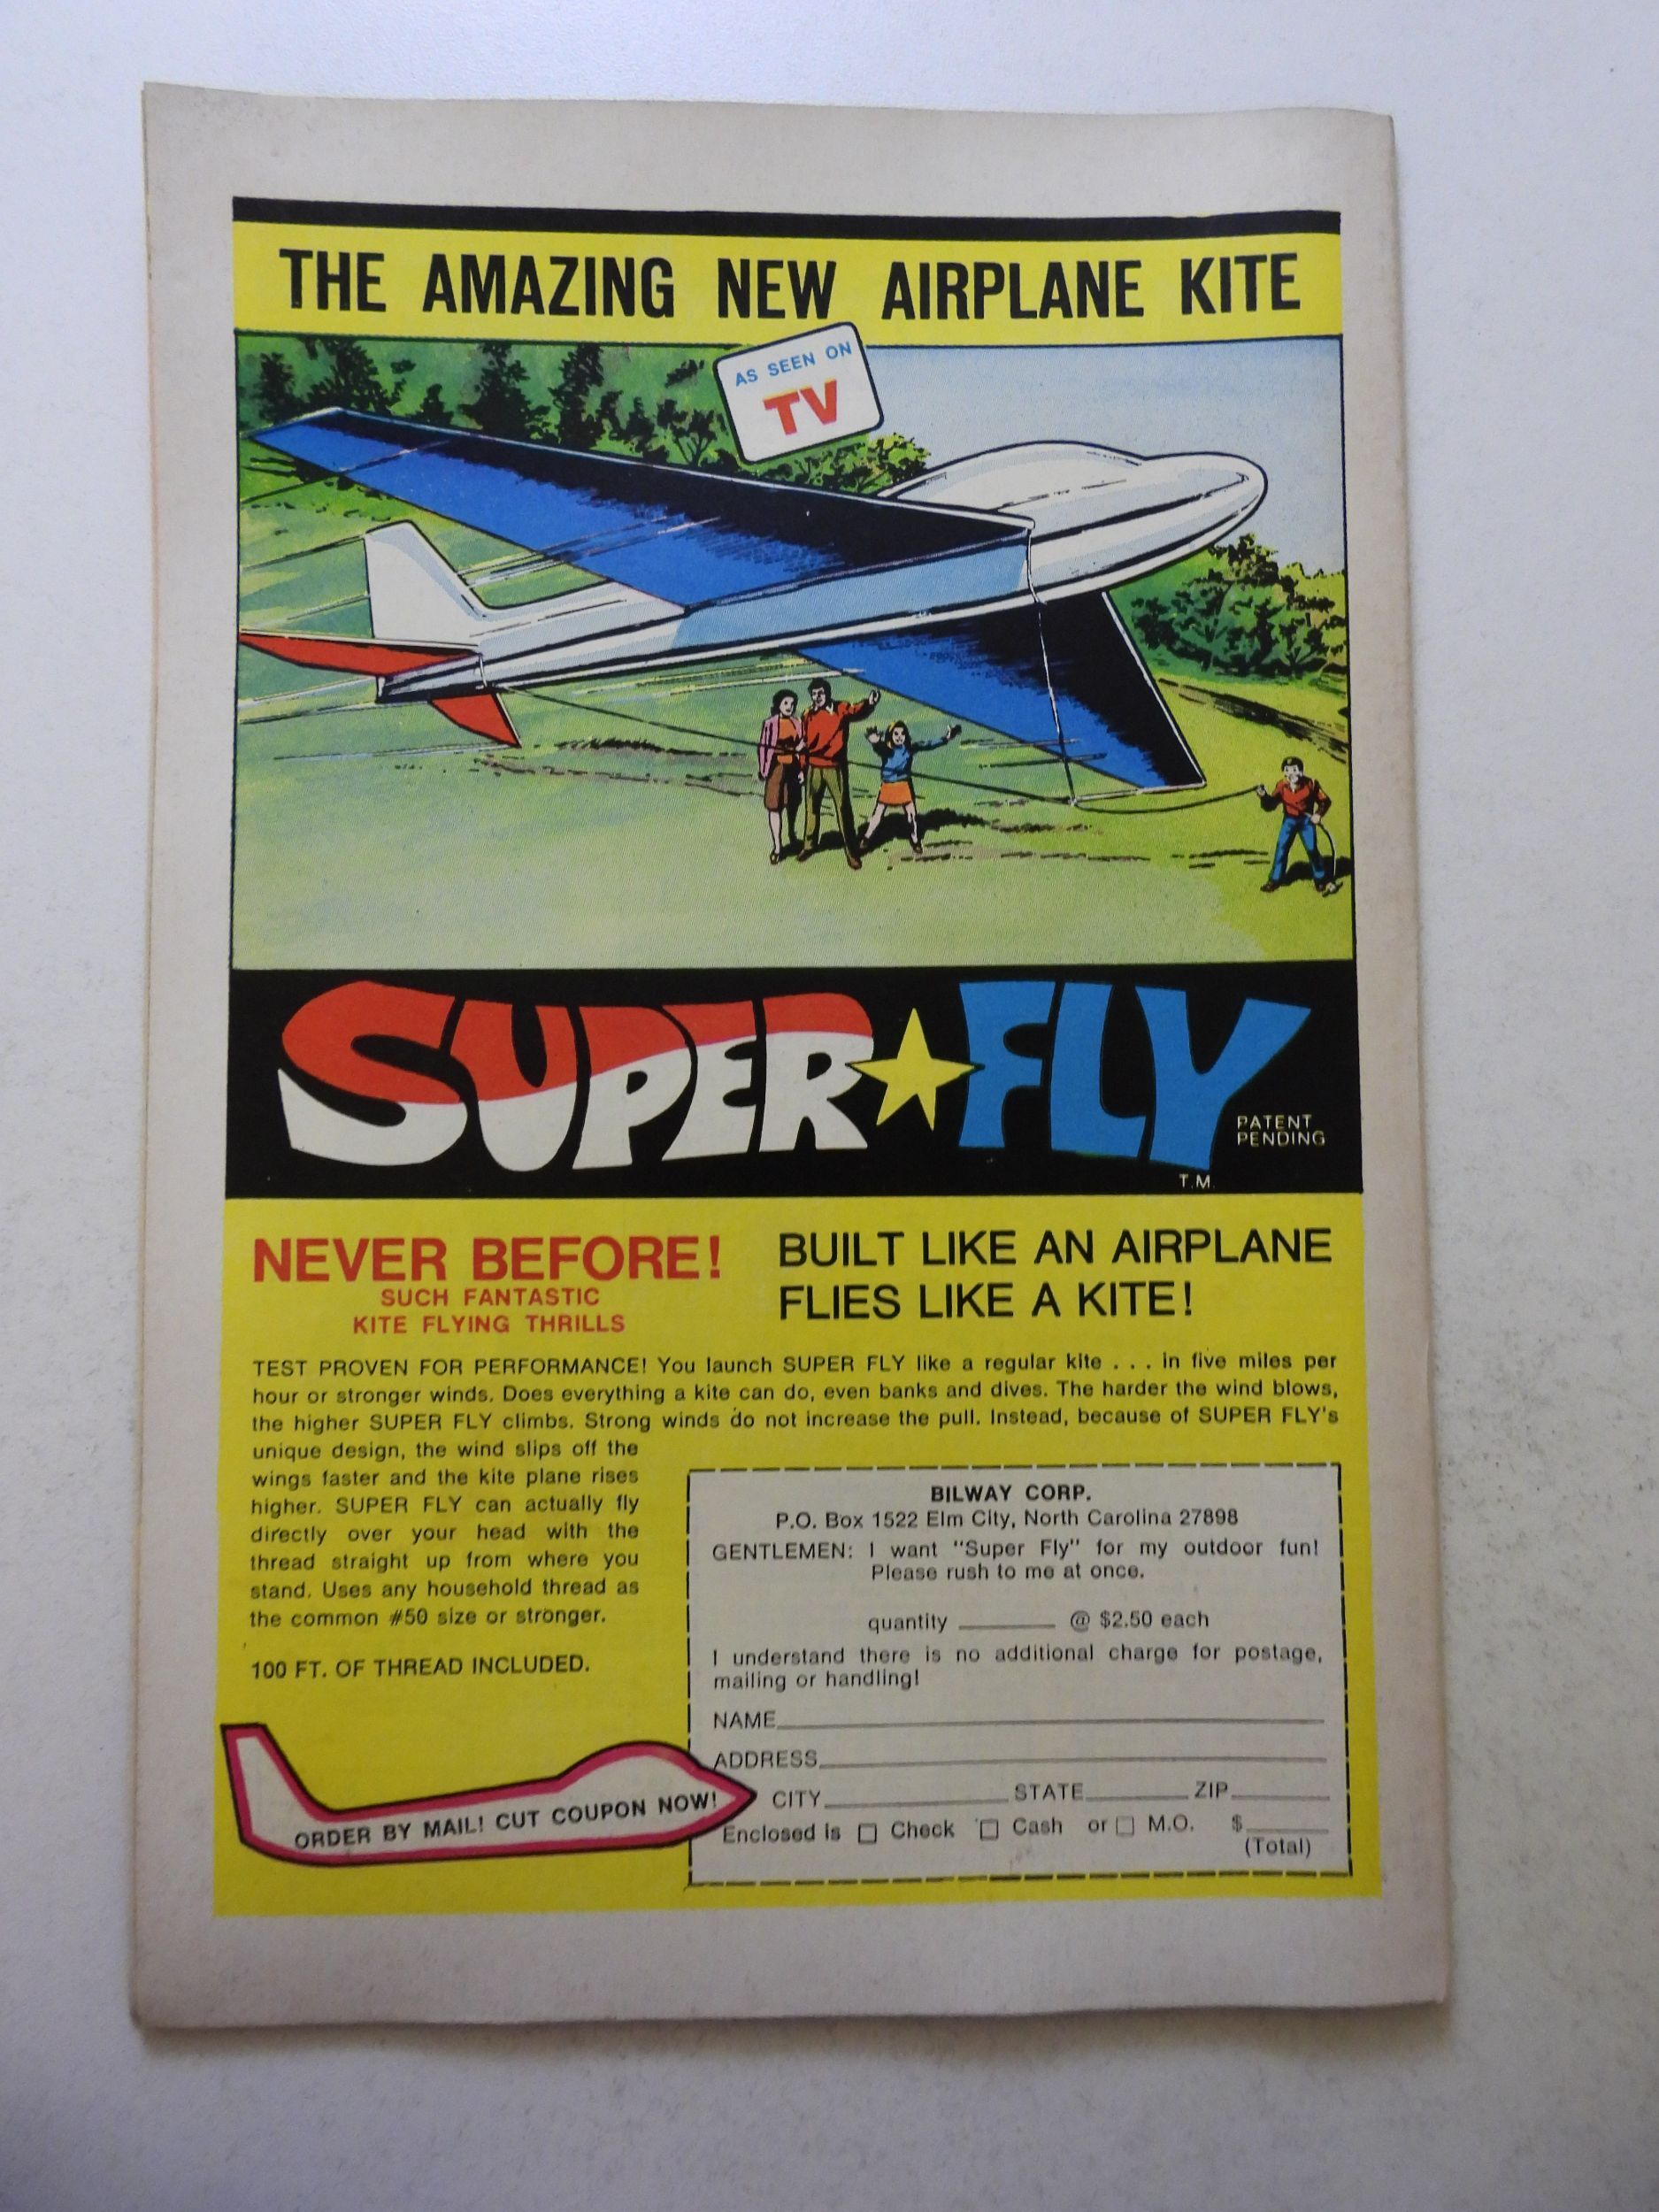 THE AMAZING NEW AIRPLANE KITE
AS SEEN ON
TV
SUPER FLY
PATENT
PENDING
T.M.
NEVER BEFORE!
SUCH FANTASTIC
KITE FLYING THRILLS
BUILT LIKE AN AIRPLANE
FLIES LIKE A KITE!
TEST PROVEN FOR PERFORMANCE! You launch SUPER FLY like a regular kite . . . in five miles per
hour or stronger winds. Does everything a kite can do, even banks and dives. The harder the wind blows,
the higher SUPER FLY climbs. Strong winds do not increase the pull. Instead, because of SUPER FLY's
unique design, the wind slips off the
wings faster and the kite plane rises
higher. SUPER FLY can actually fly
directly over your head with the
thread straight up from where you
stand. Uses any household thread as
the common #50 size or stronger.
100 FT. OF THREAD INCLUDED.
ORDER BY MAIL! CUT COUPON NOW!
BILWAY CORP.
P.O. Box 1522 Elm City, North Carolina 27898
GENTLEMEN: I want "Super Fly" for my outdoor fun!
Please rush to me at once.
quantity ________ @ $2.50 each
I understand there is no additional charge for postage,
mailing or handling!
NAME
ADDRESS
CITY STATE ZIP
Enclosed is □ Check □ Cash or □ M.O. $
(Total)